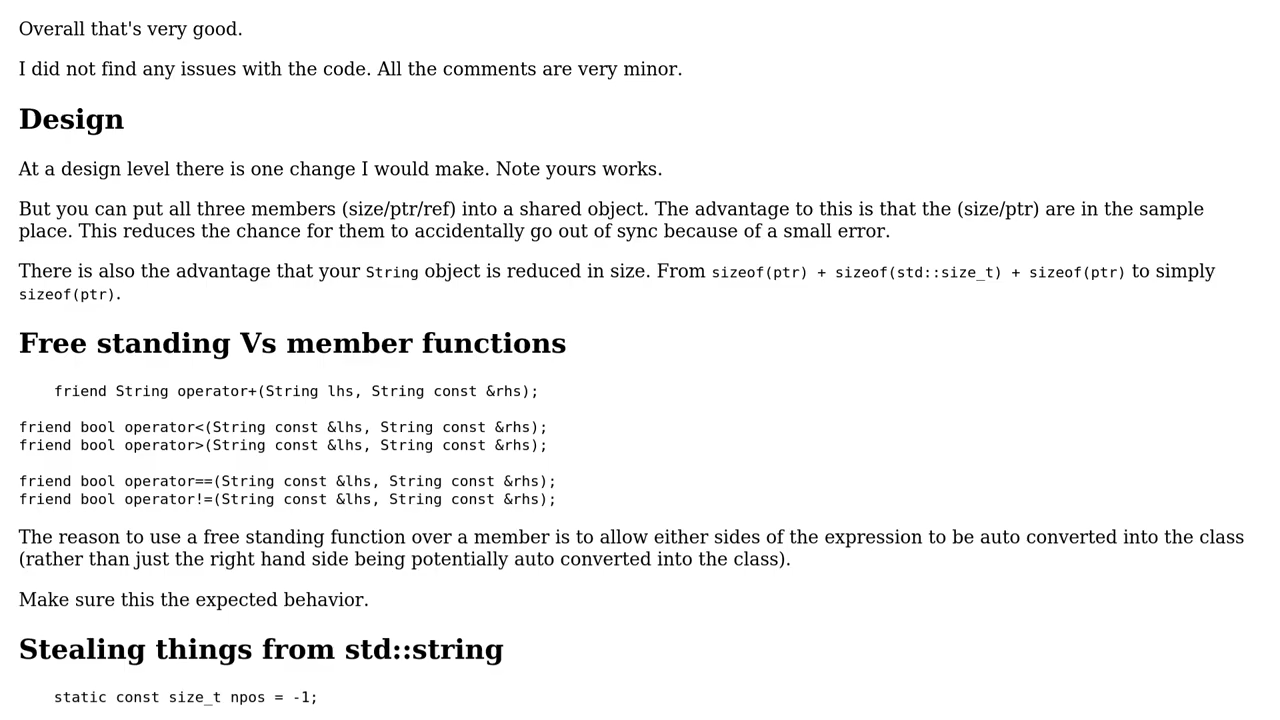 Overall that's very good.
I did not find any issues with the code. All the comments are very minor.
Design
At a design level there is one change I would make. Note yours works.
But you can put all three members (size/ptr/ref) into a shared object. The advantage to this is that the (size/ptr) are in the sample
place. This reduces the chance for them to accidentally go out of sync because of a small error.
There is also the advantage that your String object is reduced in size. From sizeof(ptr) + sizeof(std::size_t) + sizeof(ptr) to simply
sizeof(ptr).
Free standing Vs member functions
friend String operator+(String lhs, String const &rhs);
friend bool operator<(String const &lhs, String const &rhs);
friend bool operator>(String const &lhs, String const &rhs);
friend bool operator==(String const &lhs, String const &rhs);
friend bool operator!=(String const &lhs, String const &rhs);
The reason to use a free standing function over a member is to allow either sides of the expression to be auto converted into the class
(rather than just the right hand side being potentially auto converted into the class).
Make sure this the expected behavior.
Stealing things from std::string
static const size_t npos = -1;